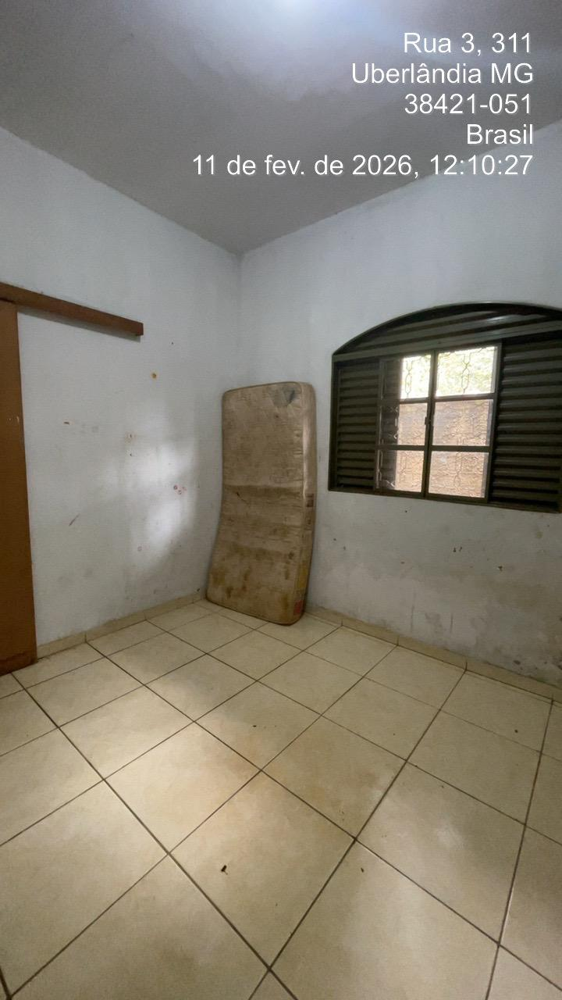 Rua 3, 311
Uberlândia MG
38421-051
Brasil
11 de fev. de 2026, 12:10:27